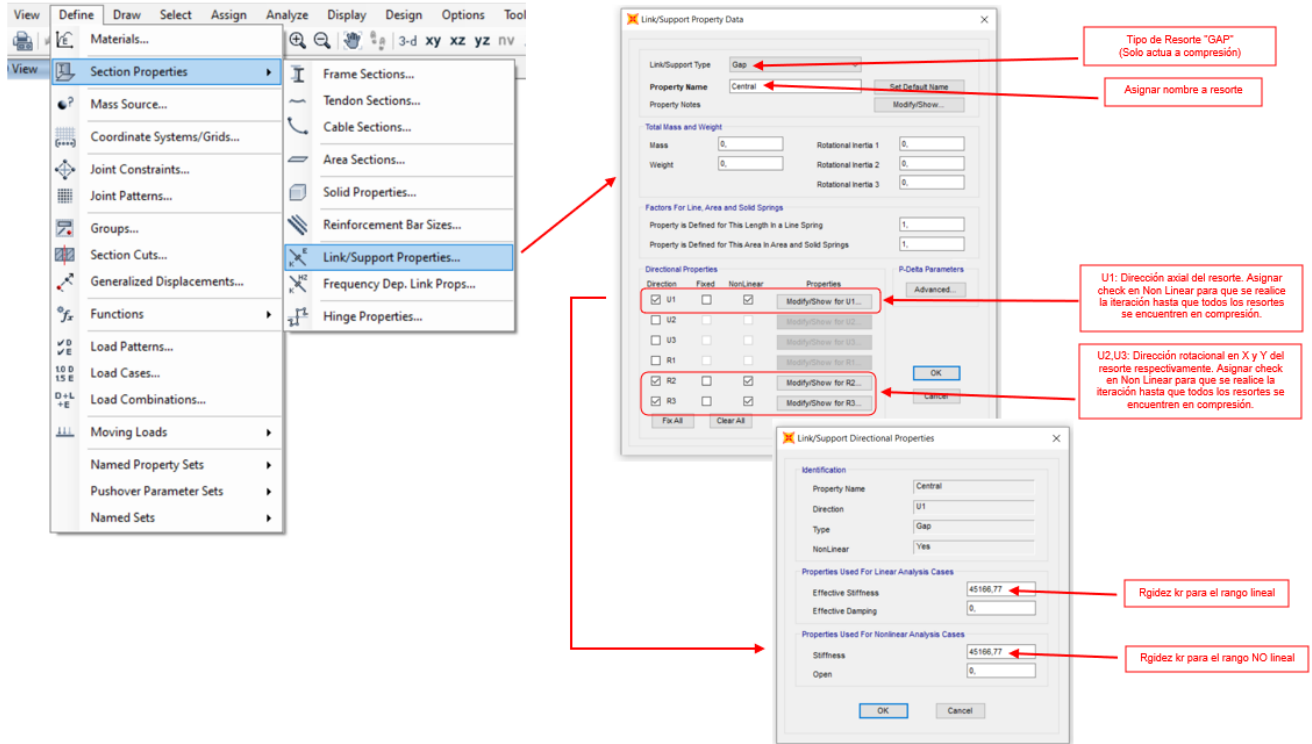 View Define Draw Select Assign Analyze Display Design Options Tool
3-d xy xz yz nv
View
Materials...
Section Properties
Mass Source...
Coordinate Systems/Grids...
Joint Constraints...
Joint Patterns...
Groups...
Section Cuts...
Generalized Displacements...
Functions
Load Patterns...
Load Cases...
Load Combinations...
Moving Loads
Named Property Sets
Pushover Parameter Sets
Named Sets
Frame Sections...
Tendon Sections...
Cable Sections...
Area Sections...
Solid Properties...
Reinforcement Bar Sizes...
Link/Support Properties...
Frequency Dep. Link Props...
Hinge Properties...
Link/Support Property Data
Link/Support Type Gap
Property Name Central Set Default Name
Property Notes Modify/Show...
Total Mass and Weight
Mass 0, Rotational Inertia 1 0,
Weight 0, Rotational Inertia 2 0,
Rotational Inertia 3 0,
Factors For Line, Area and Solid Springs
Property is Defined for This Length In a Line Spring 1,
Property is Defined for This Area In Area and Solid Springs 1,
Directional Properties P-Delta Parameters
Direction Fixed NonLinear Properties Advanced...
U1 Modify/Show for U1...
U2 Modify/Show for U2...
U3 Modify/Show for U3...
R1 Modify/Show for R1...
R2 Modify/Show for R2...
R3 Modify/Show for R3...
OK
Cancel
Fix All Clear All
Tipo de Resorte "GAP"
(Solo actua a compresión)
Asignar nombre a resorte
U1: Dirección axial del resorte. Asignar
check en Non Linear para que se realice
la iteración hasta que todos los resortes
se encuentren en compresión.
U2,U3: Dirección rotacional en X y Y del
resorte respectivamente. Asignar check
en Non Linear para que se realice la
iteración hasta que todos los resortes se
encuentren en compresión.
Link/Support Directional Properties
Identification
Property Name Central
Direction U1
Type Gap
NonLinear Yes
Properties Used For Linear Analysis Cases
Effective Stiffness 45166,77
Effective Damping 0,
Properties Used For Nonlinear Analysis Cases
Stiffness 45166,77
Open 0,
OK Cancel
Rgidez kr para el rango lineal
Rgidez kr para el rango NO lineal